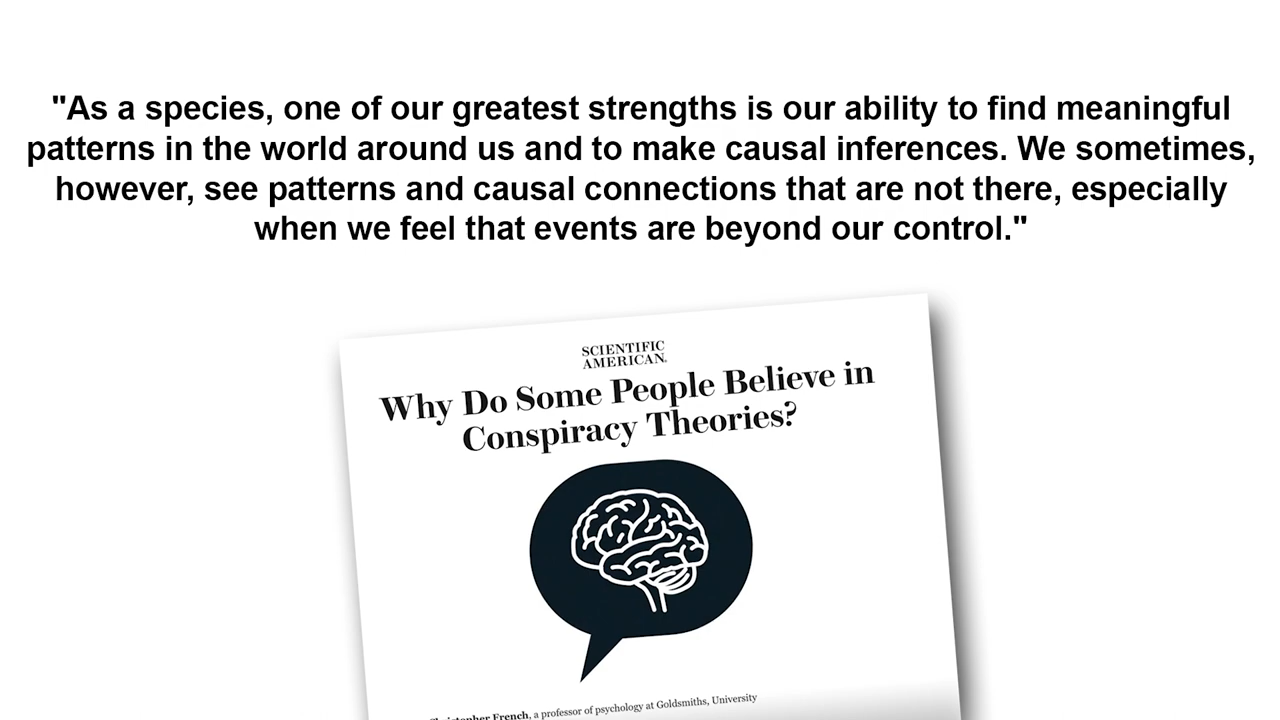 "As a species, one of our greatest strengths is our ability to find meaningful
patterns in the world around us and to make causal inferences. We sometimes,
however, see patterns and causal connections that are not there, especially
when we feel that events are beyond our control."
SCIENTIFIC
AMERICAN.
Why Do Some People Believe in
Conspiracy Theories?
Christopher French, a professor of psychology at Goldsmiths, University